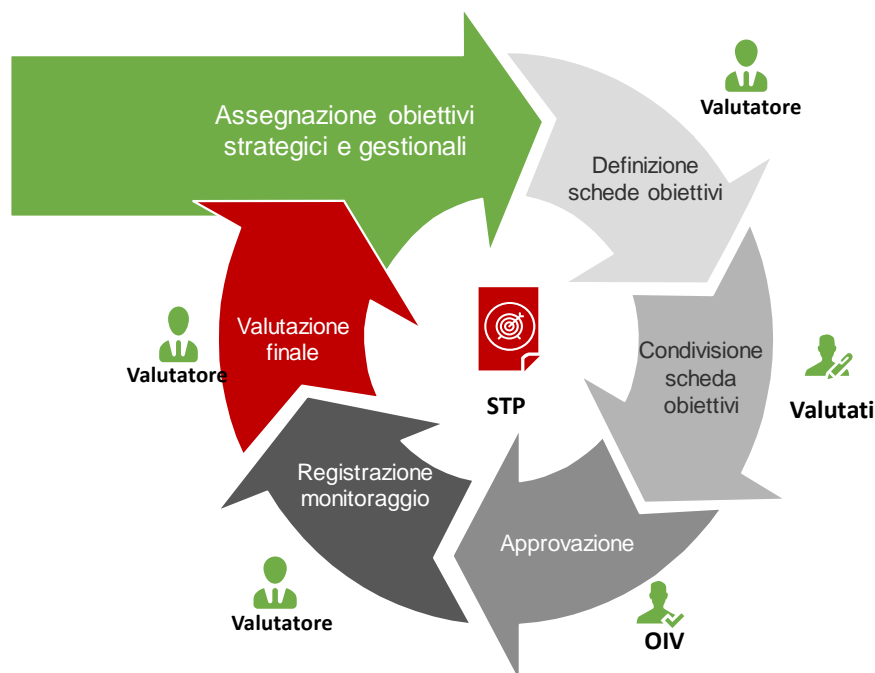 Assegnazione obiettivi
strategici e gestionali
Valutatore
Definizione
schede obiettivi
Condivisione
scheda
obiettivi
Valutati
Approvazione
OIV
Registrazione
monitoraggio
Valutatore
Valutazione
finale
Valutatore
STP